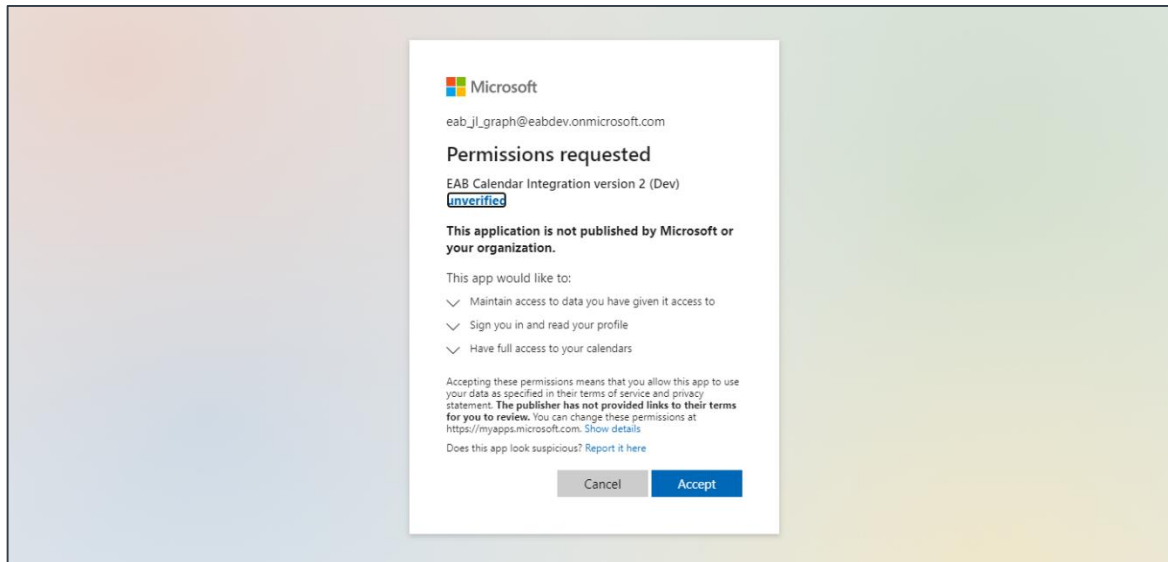 Microsoft
eab_jl_graph@eabdev.onmicrosoft.com
Permissions requested
EAB Calendar Integration version 2 (Dev)
unverified
This application is not published by Microsoft or
your organization.
This app would like to:
Maintain access to data you have given it access to
Sign you in and read your profile
Have full access to your calendars
Accepting these permissions means that you allow this app to use
your data as specified in their terms of service and privacy
statement. The publisher has not provided links to their terms
for you to review. You can change these permissions at
https://myapps.microsoft.com. Show details
Does this app look suspicious? Report it here
Cancel Accept